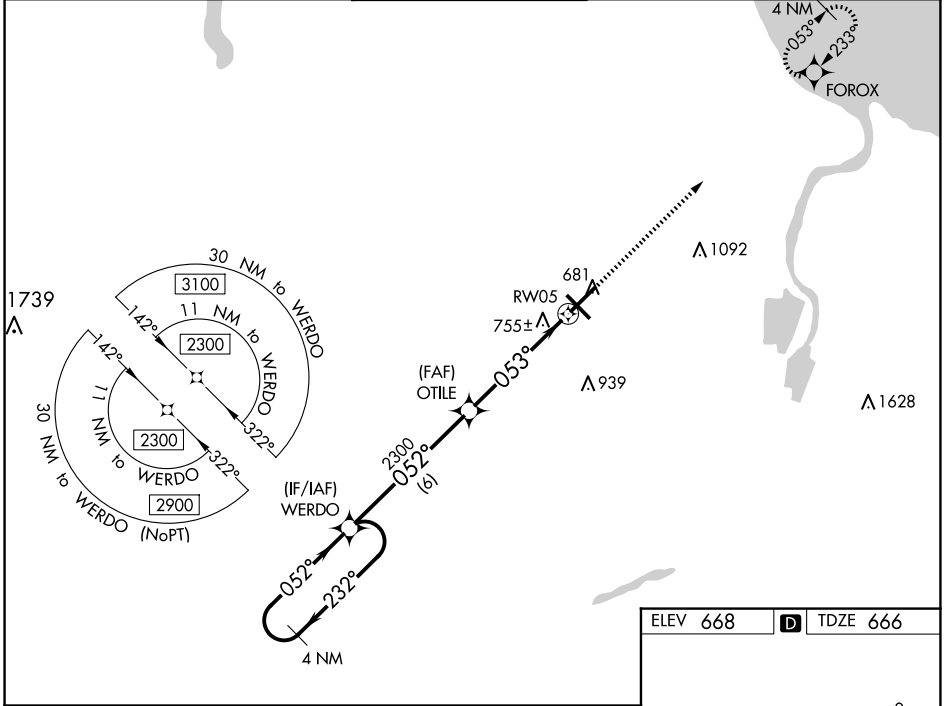 4 NM
053°
233°
FOROX
1092
681
RW05
755±
939
1628
1739
30 NM to WERDO
3100
142°
11 NM to WERDO
2300
322°
142°
11 NM to WERDO
2300
322°
30 NM to WERDO (NoPT)
2900
(FAF)
OTILE
053°
2300
052°
(6)
(IF/IAF)
WERDO
052°
232°
4 NM
ELEV 668 D TDZE 666